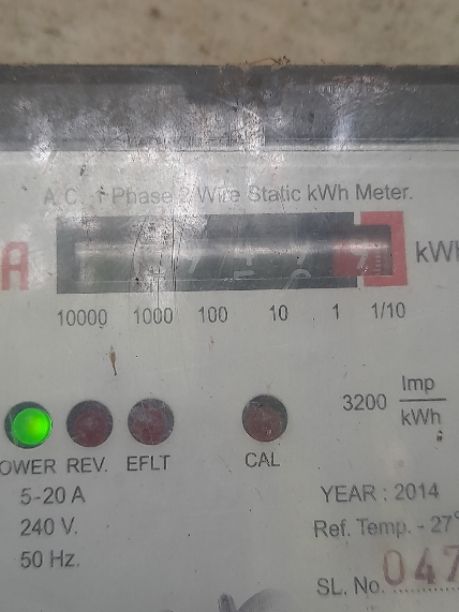 A.C. 1 Phase 2 Wire Static kWh Meter.
A
kWh
10000 1000 100 10 1 1/10
3200 Imp
kWh
OWER REV. EFLT CAL
5-20 A
240 V.
50 Hz.
YEAR : 2014
Ref. Temp. - 27°
SL. No. 047